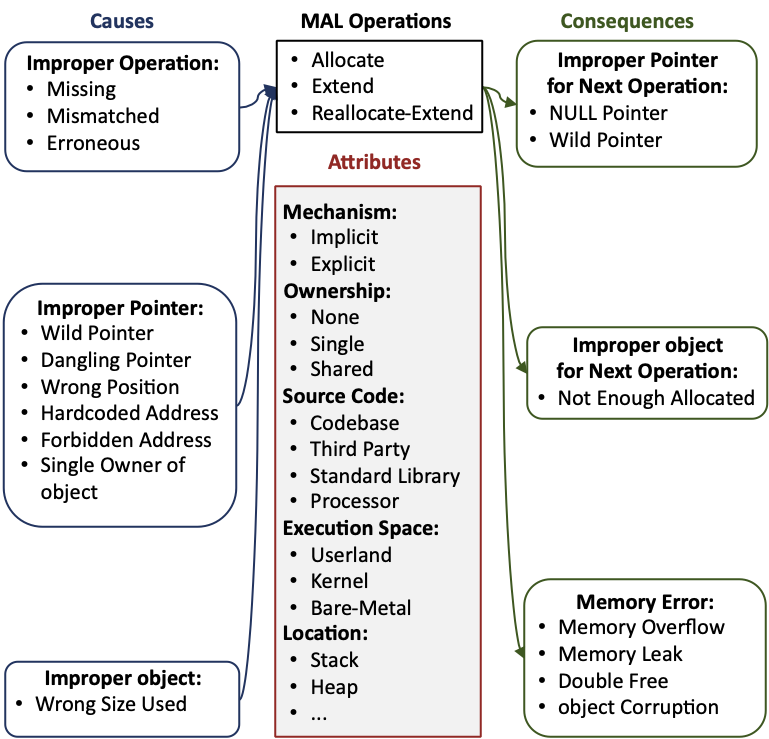 Causes
Improper Operation:
• Missing
• Mismatched
• Erroneous
Improper Pointer:
• Wild Pointer
• Dangling Pointer
• Wrong Position
• Hardcoded Address
• Forbidden Address
• Single Owner of
object
Improper object:
• Wrong Size Used
MAL Operations
• Allocate
• Extend
• Reallocate-Extend
Attributes
Mechanism:
• Implicit
• Explicit
Ownership:
• None
• Single
• Shared
Source Code:
• Codebase
• Third Party
• Standard Library
• Processor
Execution Space:
• Userland
• Kernel
• Bare-Metal
Location:
• Stack
• Heap
• ...
Consequences
Improper Pointer
for Next Operation:
• NULL Pointer
• Wild Pointer
Improper object
for Next Operation:
• Not Enough Allocated
Memory Error:
• Memory Overflow
• Memory Leak
• Double Free
• object Corruption